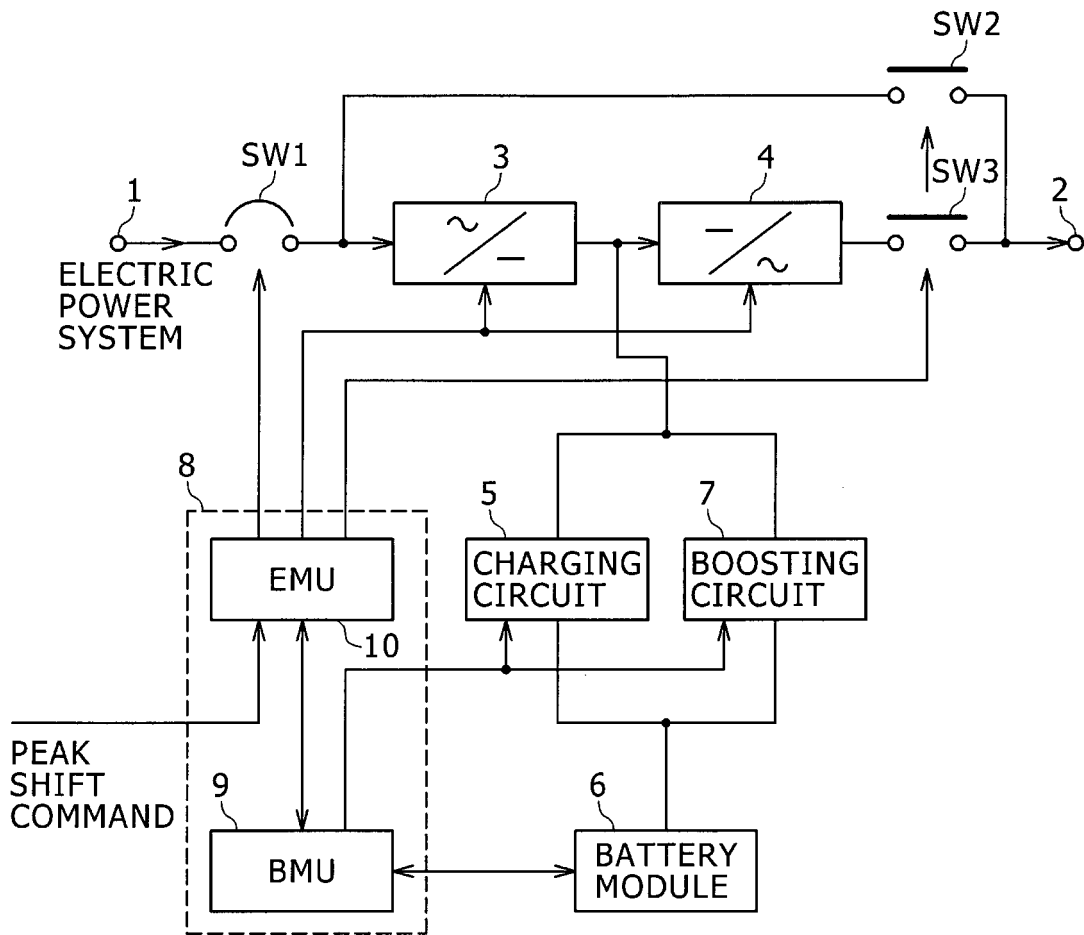 SW2
SW1
3
4
SW3
1
2
ELECTRIC
POWER
SYSTEM
8
5
7
EMU
CHARGING
CIRCUIT
BOOSTING
CIRCUIT
10
PEAK
SHIFT
COMMAND
9
6
BMU
BATTERY
MODULE